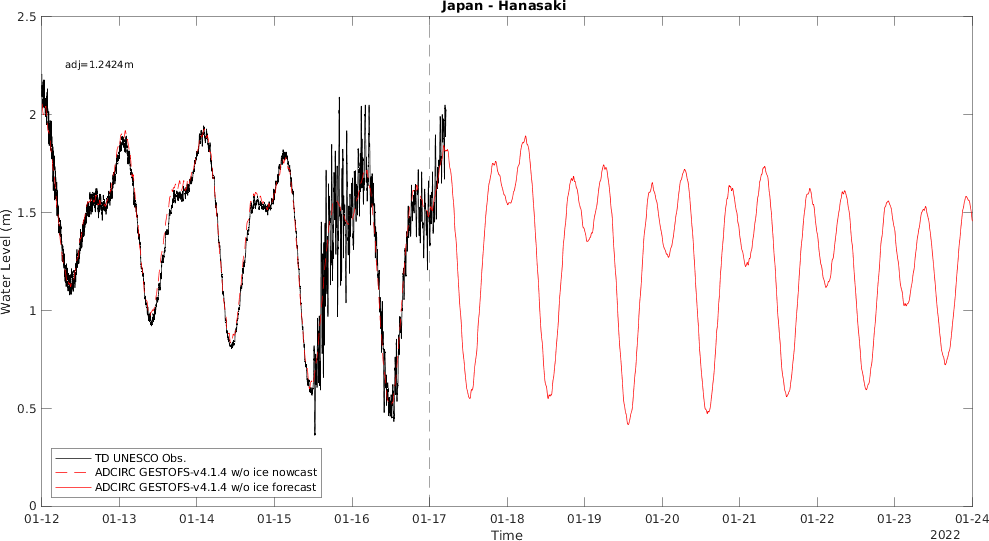 Japan - Hanasaki
2.5
2
1.5
1
0.5
0
Water Level (m)
adj=1.2424m
TD UNESCO Obs.
ADCIRC GESTOFS-v4.1.4 w/o ice nowcast
ADCIRC GESTOFS-v4.1.4 w/o ice forecast
01-12 01-13 01-14 01-15 01-16 01-17 01-18 01-19 01-20 01-21 01-22 01-23 01-24
Time
2022